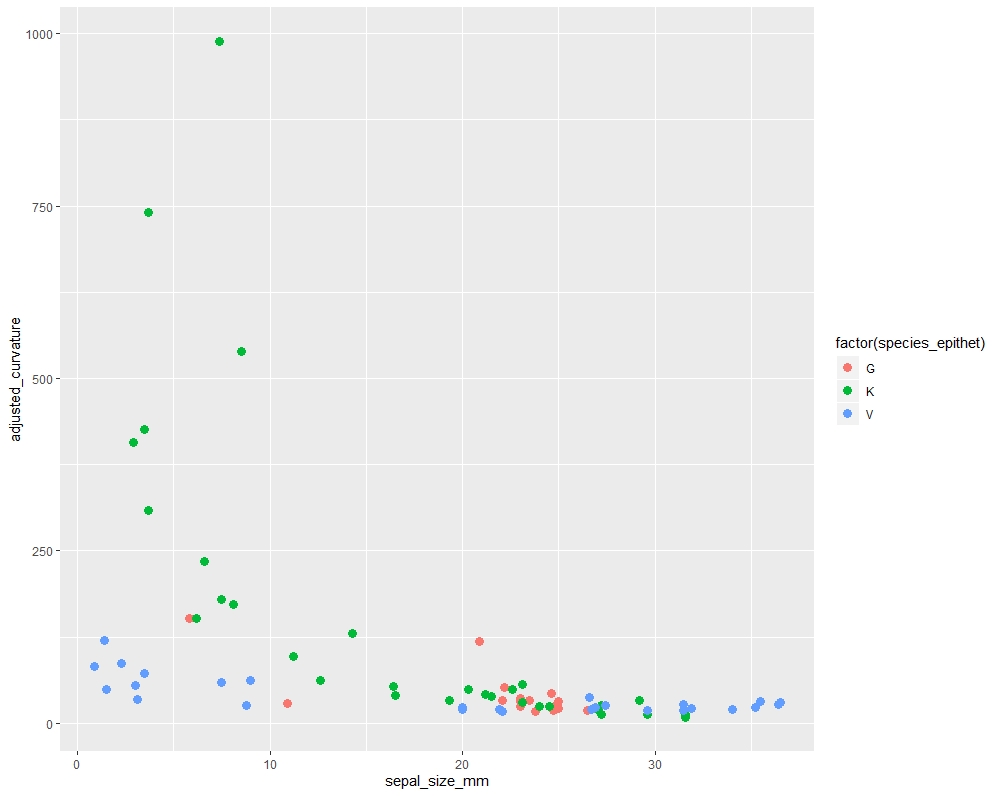 1000
750
500
250
0
0 10 20 30
adjusted_curvature
sepal_size_mm
factor(species_epithet)
G
K
V